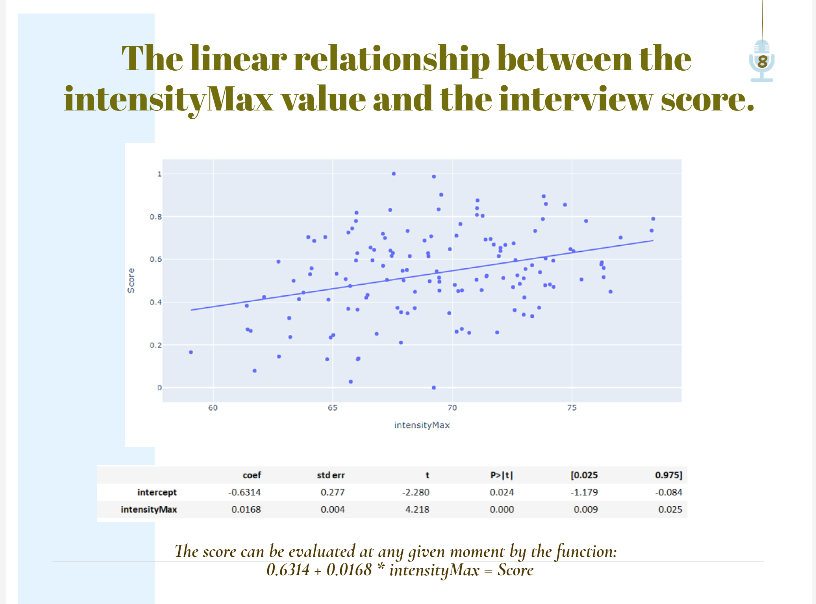 The linear relationship between the
8
intensityMax value and the interview score.
1
0.8
0.6
0.4
0.2
0
Score
60 65 70 75
intensityMax
coef std err t P>|t| [0.025 0.975]
intercept -0.6314 0.277 -2.280 0.024 -1.179 -0.084
intensityMax 0.0168 0.004 4.218 0.000 0.009 0.025
The score can be evaluated at any given moment by the function:
0.6314 + 0.0168 * intensityMax = Score